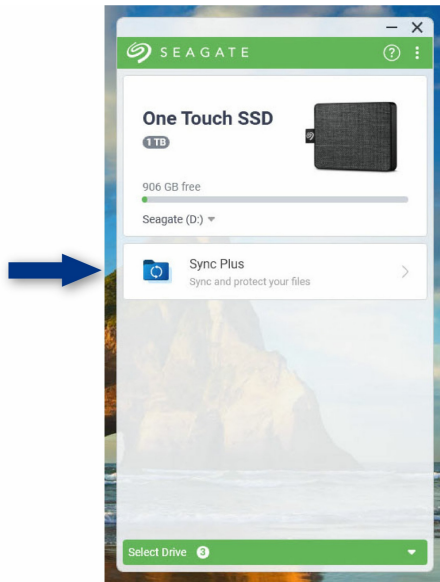 SEAGATE
One Touch SSD
1 TB
906 GB free
Seagate (D:)
Sync Plus
Sync and protect your files
Select Drive 3